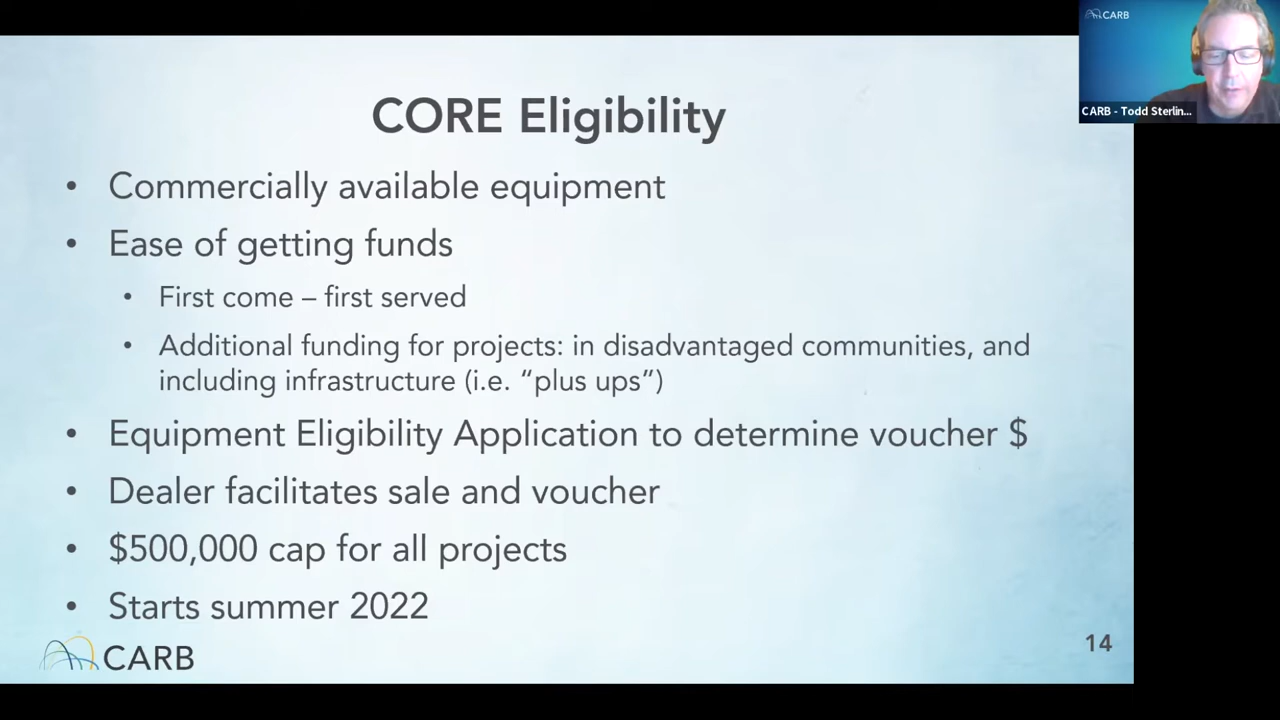 CARB
CARB - Todd Sterlin...
CORE Eligibility
• Commercially available equipment
• Ease of getting funds
• First come – first served
• Additional funding for projects: in disadvantaged communities, and
including infrastructure (i.e. “plus ups”)
• Equipment Eligibility Application to determine voucher $
• Dealer facilitates sale and voucher
• $500,000 cap for all projects
• Starts summer 2022
CARB
14